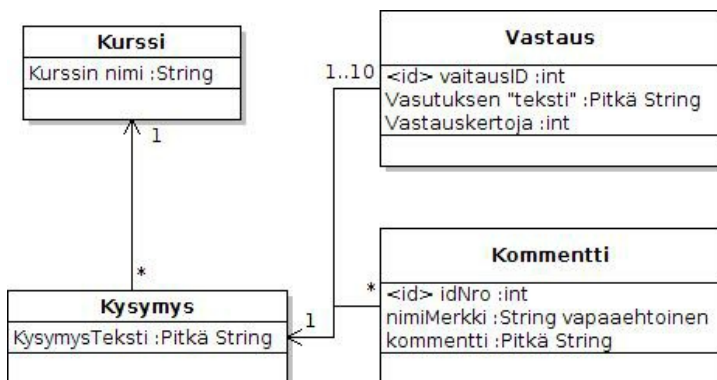 Kurssi
Kurssin nimi :String
1
*
Kysymys
KysymysTeksti :Pitkä String
1
Vastaus
1..10
<id> vaitausID :int
Vasutuksen "teksti" :Pitkä String
Vastauskertoja :int
Kommentti
*
<id> idNro :int
nimiMerkki :String vapaaehtoinen
kommentti :Pitkä String